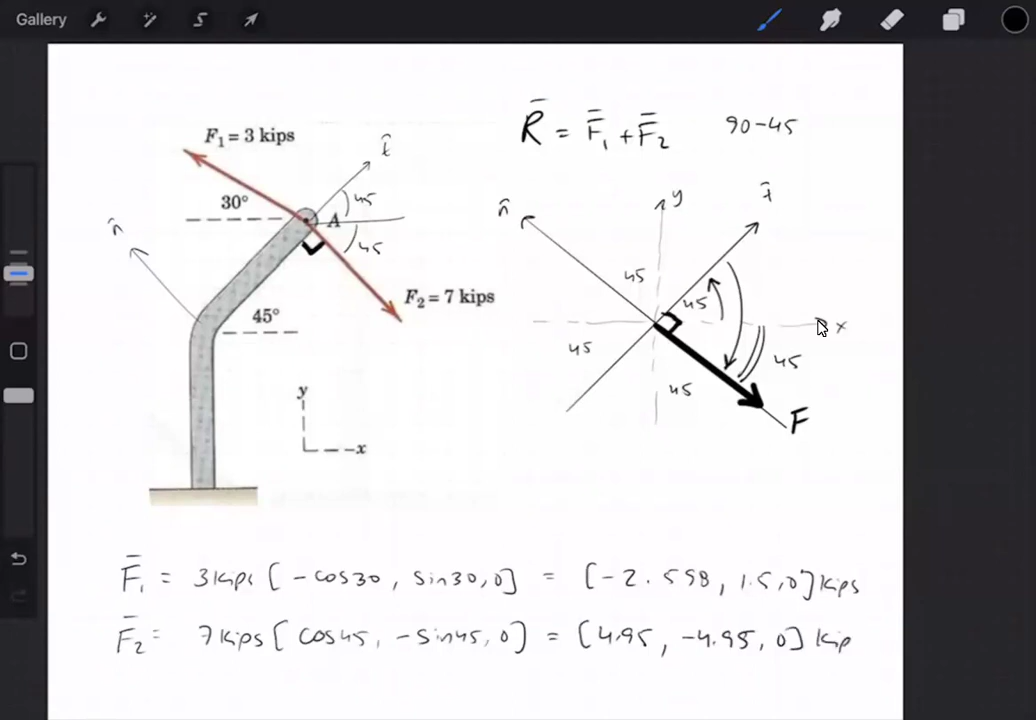 Gallery
F₁ = 3 kips
t̂
30°
45
A
45
n̂
F₂ = 7 kips
45°
y
x
R̄ = F̄₁ + F̄₂
90-45
n̂
y
t̂
45
45
x
45
45
45
F
F̄₁ = 3kips [ -cos30 , sin30,0] = [-2.598, 1.5,0] kips
F̄₂ = 7kips [ cos45, -sin45, 0] = [4.95, -4.95, 0] kip